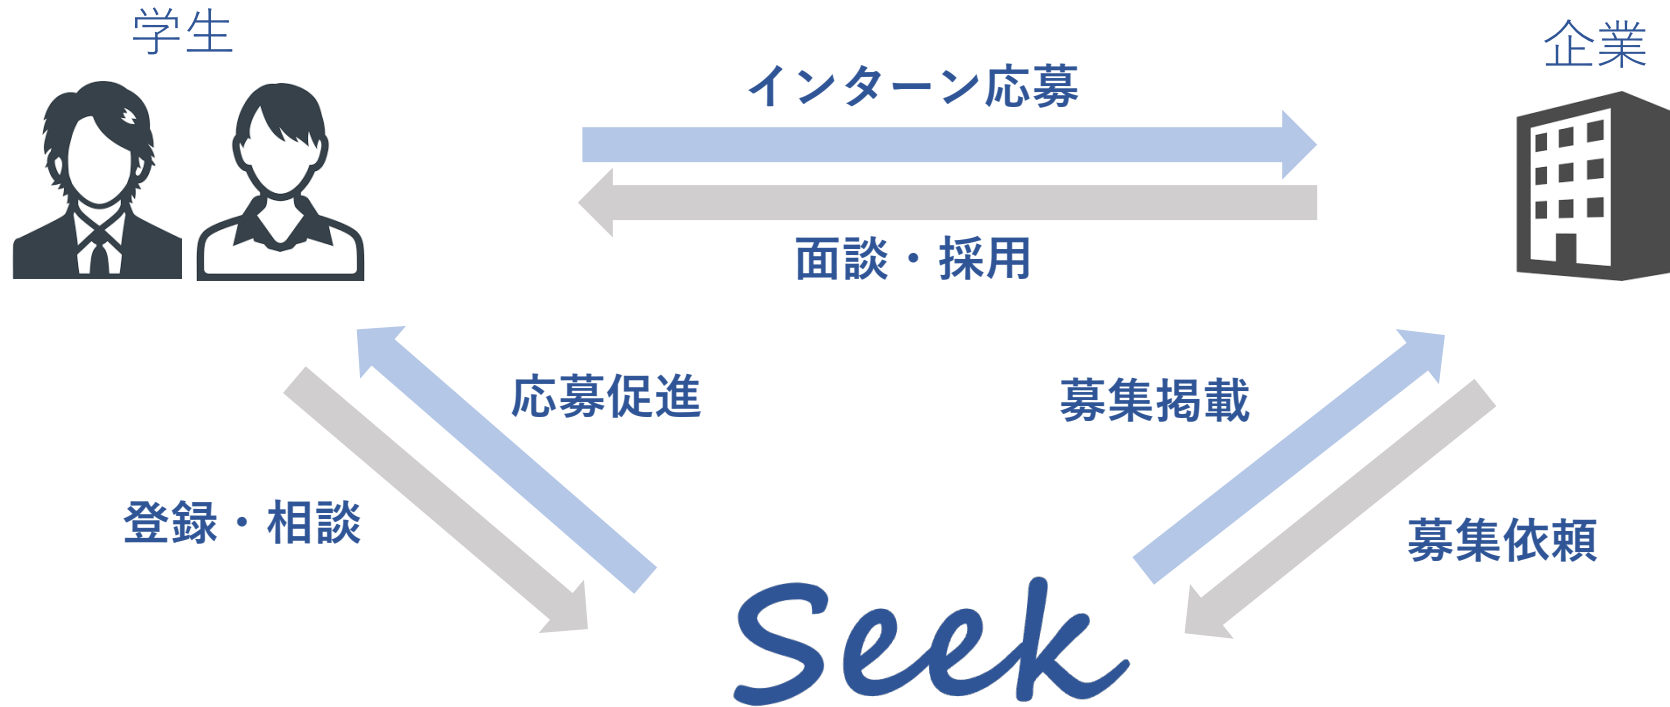 学生
企業
インターン応募
面談・採用
応募促進
募集掲載
登録・相談
募集依頼
Seek